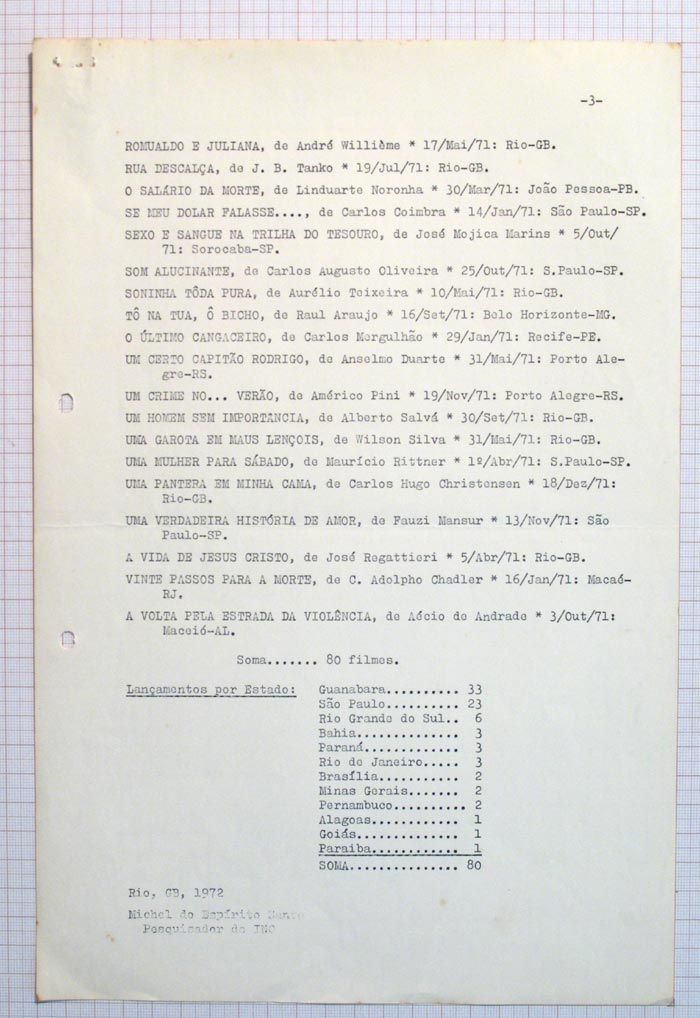 -3-
ROMUALDO E JULIANA, de André Willième * 17/Mai/71: Rio-GB.
RUA DESCALÇA, de J. B. Tanko * 19/Jul/71: Rio-GB.
O SALÁRIO DA MORTE, de Linduarte Noronha * 30/Mar/71: João Pessoa-PB.
SE MEU DOLAR FALASSE...., de Carlos Coimbra * 14/Jan/71: São Paulo-SP.
SEXO E SANGUE NA TRILHA DO TESOURO, de José Mojica Marins * 5/Out/
71: Sorocaba-SP.
SOM ALUCINANTE, de Carlos Augusto Oliveira * 25/Out/71: S.Paulo-SP.
SONINHA TÔDA PURA, de Aurélio Teixeira * 10/Mai/71: Rio-GB.
TÔ NA TUA, Ô BICHO, de Raul Araujo * 16/Set/71: Belo Horizonte-MG.
O ÚLTIMO CANGACEIRO, de Carlos Mergulhão * 29/Jan/71: Recife-PE.
UM CERTO CAPITÃO RODRIGO, de Anselmo Duarte * 31/Mai/71: Porto Ale-
gre-RS.
UM CRIME NO... VERÃO, de Américo Pini * 19/Nov/71: Porto Alegre-RS.
UM HOMEM SEM IMPORTANCIA, de Alberto Salvá * 30/Set/71: Rio-GB.
UMA GAROTA EM MAUS LENÇOIS, de Wilson Silva * 31/Mai/71: Rio-GB.
UMA MULHER PARA SÁBADO, de Maurício Rittner * 1º/Abr/71: S.Paulo-SP.
UMA PANTERA EM MINHA CAMA, de Carlos Hugo Christensen * 18/Dez/71:
Rio-GB.
UMA VERDADEIRA HISTÓRIA DE AMOR, de Fauzi Mansur * 13/Nov/71: São
Paulo-SP.
A VIDA DE JESUS CRISTO, de José Regattieri * 5/Abr/71: Rio-GB.
VINTE PASSOS PARA A MORTE, de C. Adolpho Chadler * 16/Jan/71: Macaé-
RJ.
A VOLTA PELA ESTRADA DA VIOLÊNCIA, de Aécio de Andrade * 3/Out/71:
Maceió-AL.
Soma....... 80 filmes.
Lançamentos por Estado: Guanabara.......... 33
São Paulo.......... 23
Rio Grande do Sul.. 6
Bahia.............. 3
Paraná............. 3
Rio de Janeiro..... 3
Brasília........... 2
Minas Gerais....... 2
Pernambuco.......... 2
Alagoas............ 1
Goiás.............. 1
Paraiba............ 1
SOMA............... 80
Rio, GB, 1972
Michel do Espírito Santo
Pesquisador do INC